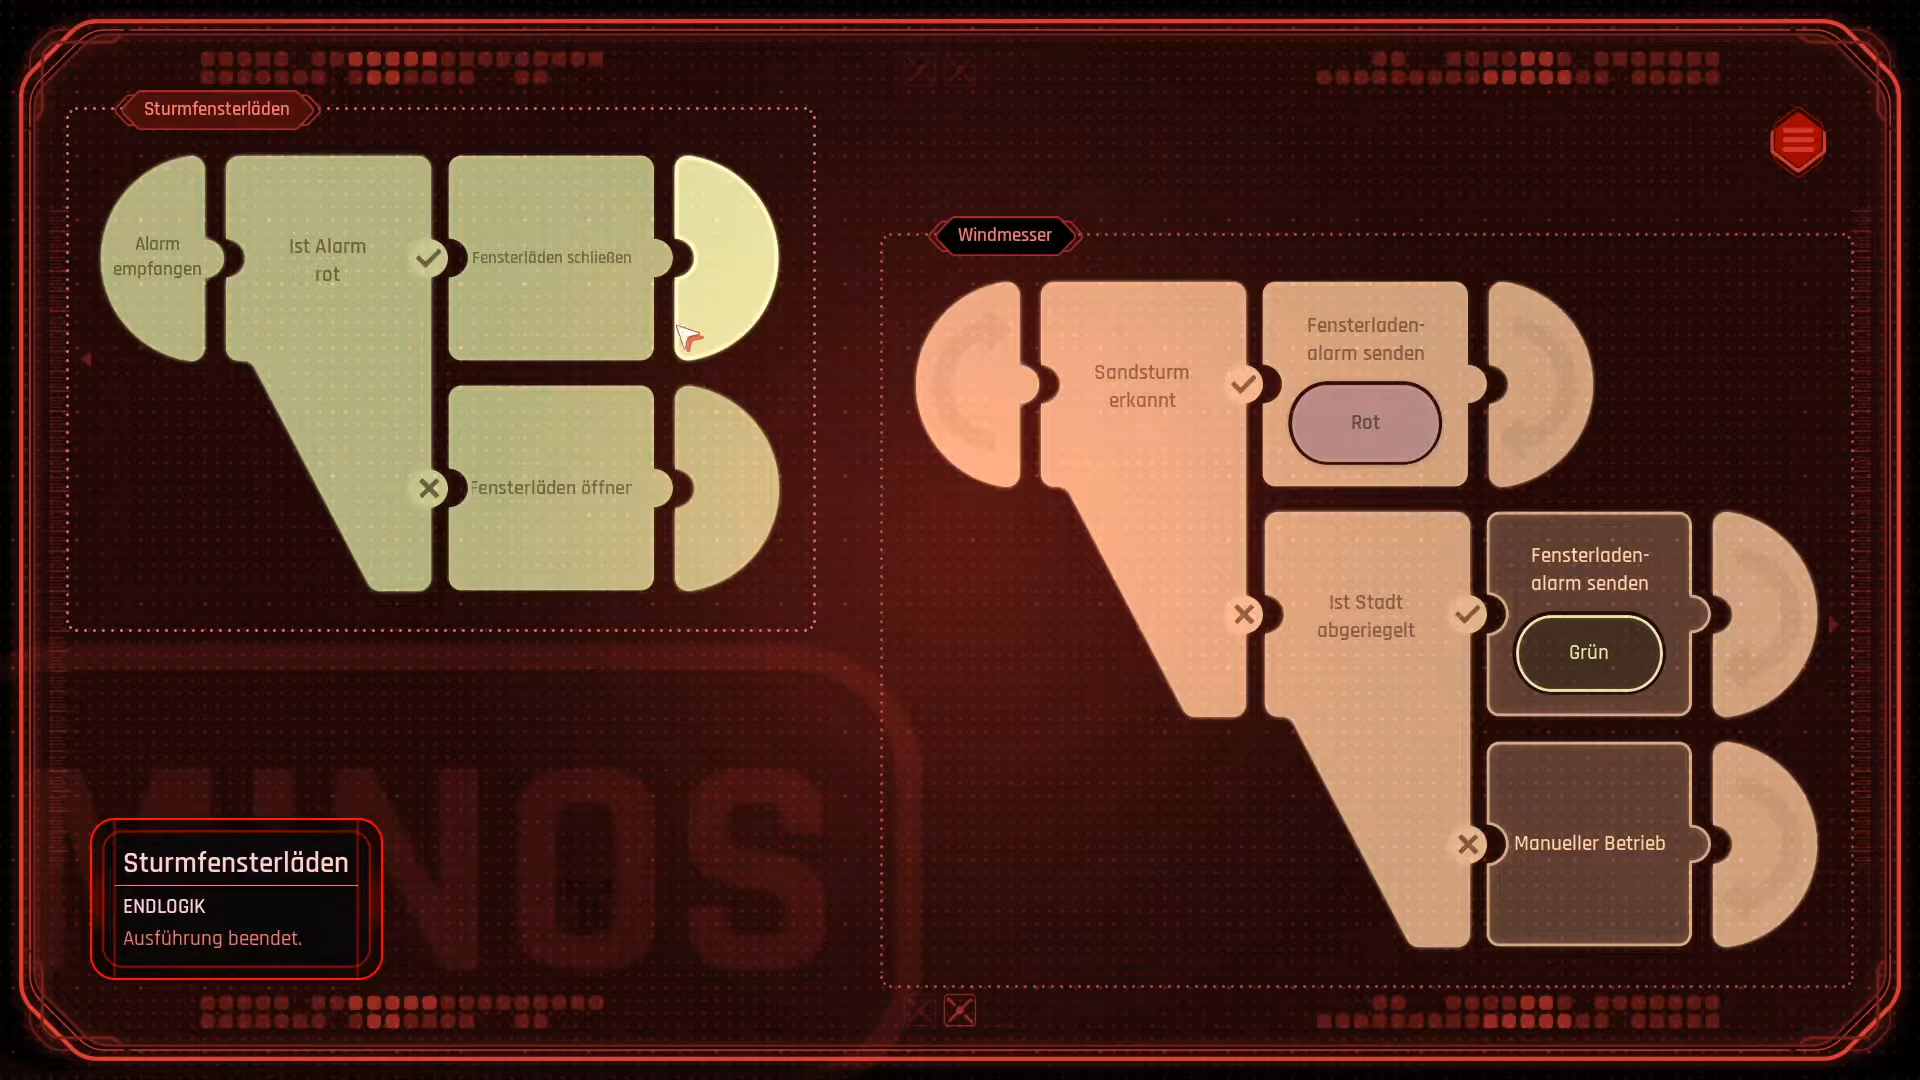 Sturmfensterläden
Alarm
empfangen
Ist Alarm
rot
Fensterläden schließen
Fensterläden öffner
Windmesser
Sandsturm
erkannt
Fensterladen-
alarm senden
Rot
Ist Stadt
abgeriegelt
Fensterladen-
alarm senden
Grün
Manueller Betrieb
MINOS
Sturmfensterläden
ENDLOGIK
Ausführung beendet.